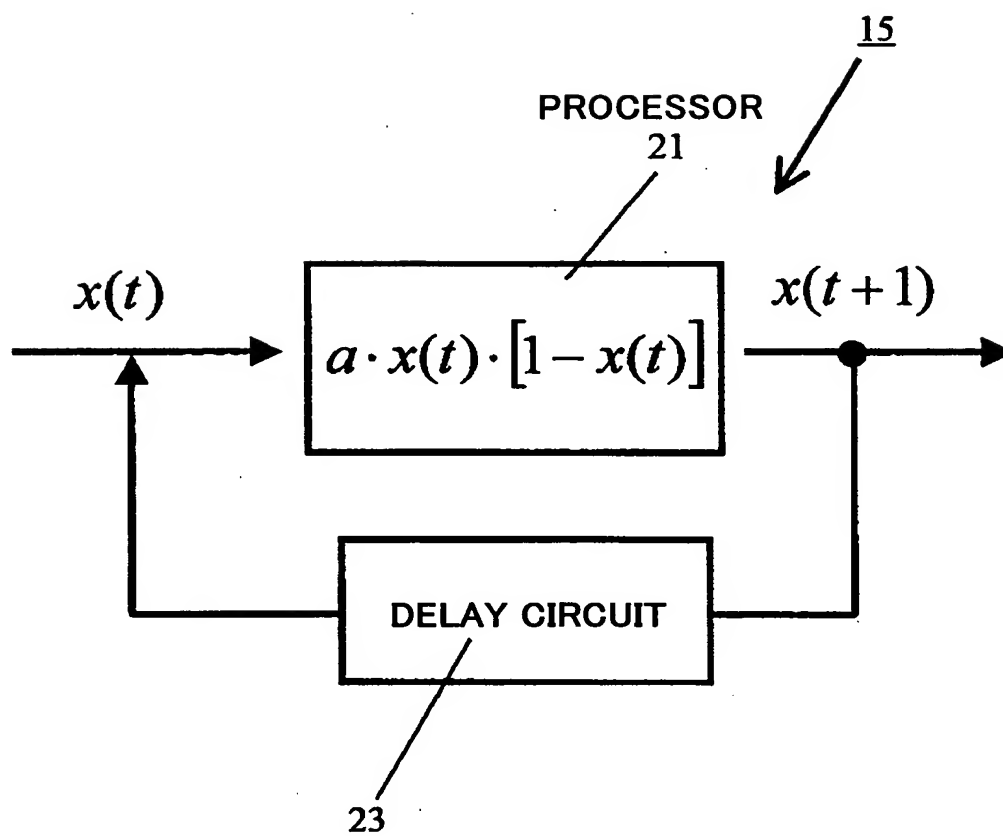 15
PROCESSOR
21
x(t)
a · x(t) · [1 − x(t)]
x(t + 1)
DELAY CIRCUIT
23